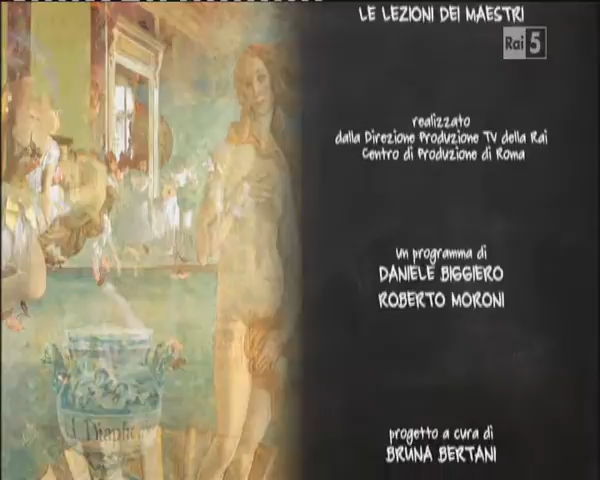 LE LEZIONI DEI MAESTRI
Rai 5
realizzato
dalla Direzione Produzione TV della Rai
Centro di Produzione di Roma
un programma di
DANIELE BIGGIERO
ROBERTO MORONI
progetto a cura di
BRUNA BERTANI